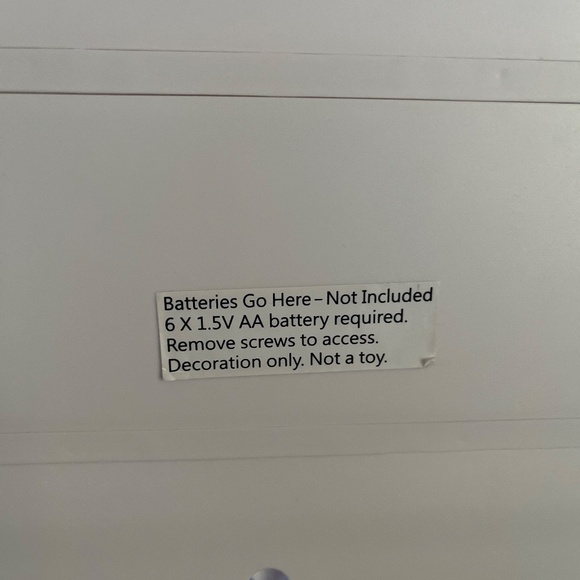 Batteries Go Here – Not Included
6 X 1.5V AA battery required.
Remove screws to access.
Decoration only. Not a toy.